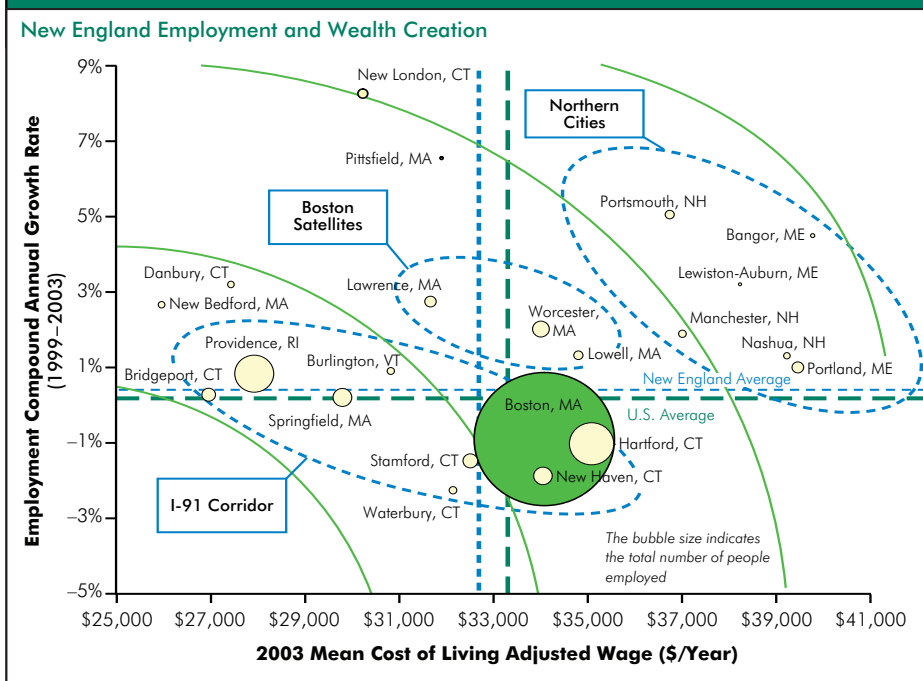 New England Employment and Wealth Creation
Employment Compound Annual Growth Rate
(1999–2003)
9%
7%
5%
3%
1%
–1%
–3%
–5%
New London, CT
Pittsfield, MA
Northern
Cities
Boston
Satellites
Portsmouth, NH
Bangor, ME
Danbury, CT
New Bedford, MA
Lawrence, MA
Lewiston-Auburn, ME
Worcester,
MA
Manchester, NH
Providence, RI
Burlington, VT
Lowell, MA
Nashua, NH
Bridgeport, CT
Portland, ME
New England Average
Springfield, MA
Boston, MA
U.S. Average
Stamford, CT
Hartford, CT
New Haven, CT
I-91 Corridor
Waterbury, CT
The bubble size indicates
the total number of people
employed
$25,000
$27,000
$29,000
$31,000
$33,000
$35,000
$37,000
$39,000
$41,000
2003 Mean Cost of Living Adjusted Wage ($/Year)